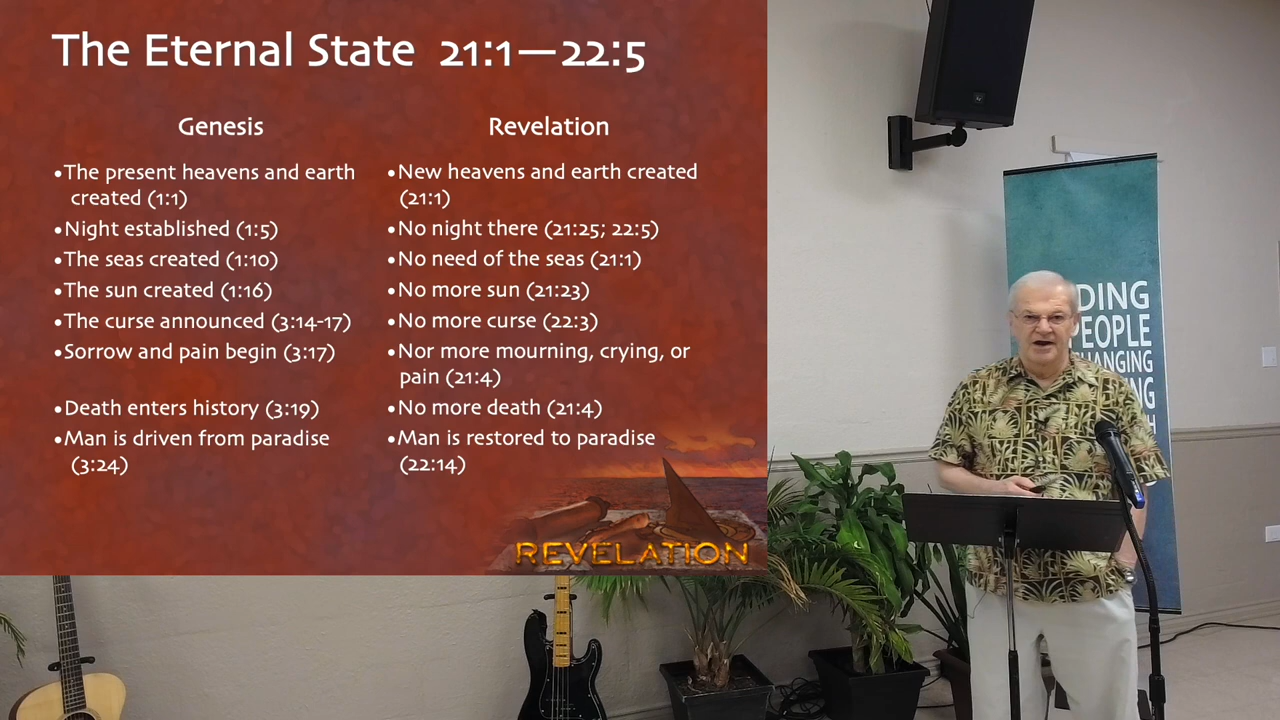 The Eternal State 21:1—22:5
Genesis
•The present heavens and earth
created (1:1)
•Night established (1:5)
•The seas created (1:10)
•The sun created (1:16)
•The curse announced (3:14-17)
•Sorrow and pain begin (3:17)
•Death enters history (3:19)
•Man is driven from paradise
(3:24)
Revelation
•New heavens and earth created
(21:1)
•No night there (21:25; 22:5)
•No need of the seas (21:1)
•No more sun (21:23)
•No more curse (22:3)
•Nor more mourning, crying, or
pain (21:4)
•No more death (21:4)
•Man is restored to paradise
(22:14)
REVELATION